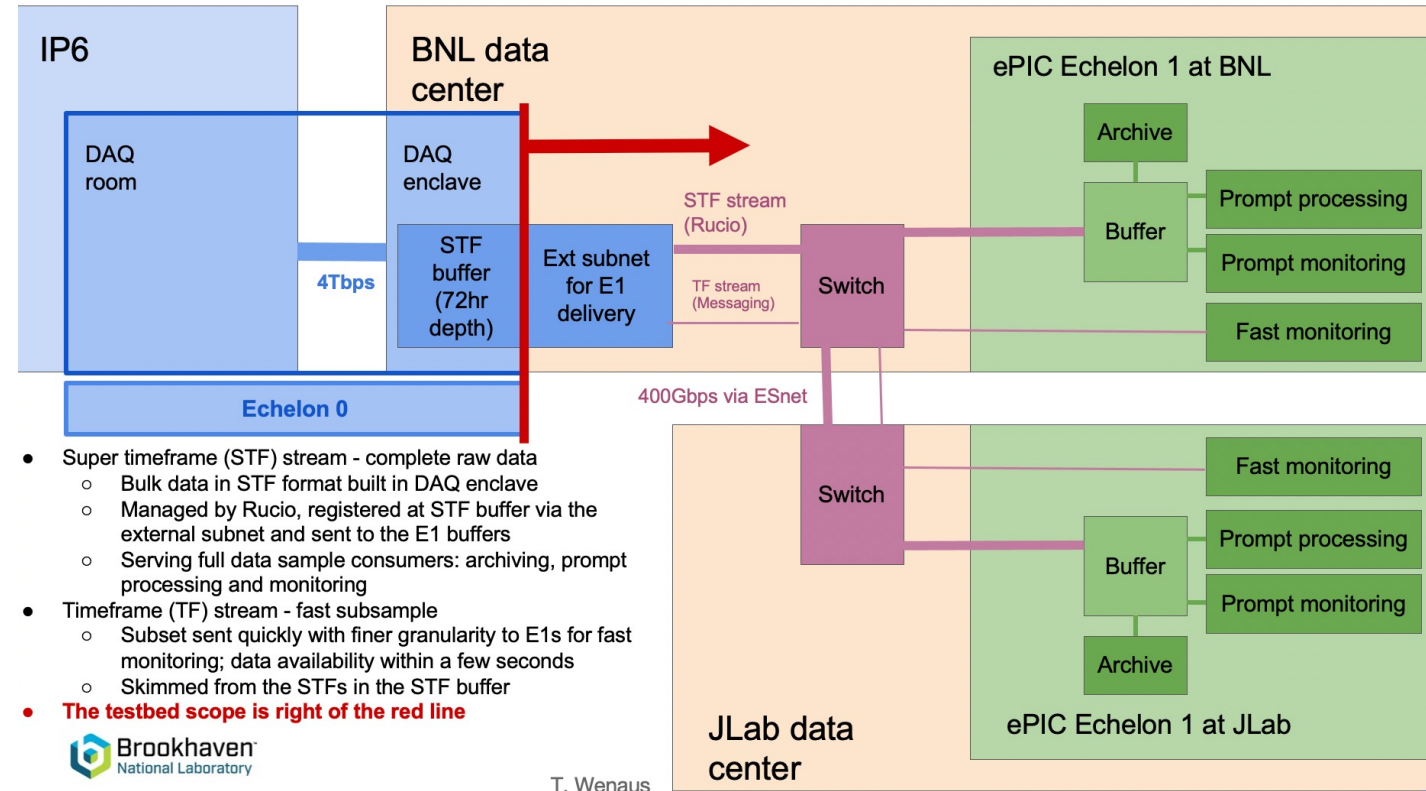 IP6
BNL data
center
ePIC Echelon 1 at BNL
DAQ
room
DAQ
enclave
4Tbps
STF
buffer
(72hr
depth)
Ext subnet
for E1
delivery
STF stream
(Rucio)
TF stream
(Messaging)
Switch
Archive
Buffer
Prompt processing
Prompt monitoring
Fast monitoring
Echelon 0
400Gbps via ESnet
● Super timeframe (STF) stream - complete raw data
○ Bulk data in STF format built in DAQ enclave
○ Managed by Rucio, registered at STF buffer via the
external subnet and sent to the E1 buffers
○ Serving full data sample consumers: archiving, prompt
processing and monitoring
● Timeframe (TF) stream - fast subsample
○ Subset sent quickly with finer granularity to E1s for fast
monitoring; data availability within a few seconds
○ Skimmed from the STFs in the STF buffer
● The testbed scope is right of the red line
Brookhaven
National Laboratory
T. Wenaus
Switch
Fast monitoring
Buffer
Prompt processing
Prompt monitoring
Archive
JLab data
center
ePIC Echelon 1 at JLab